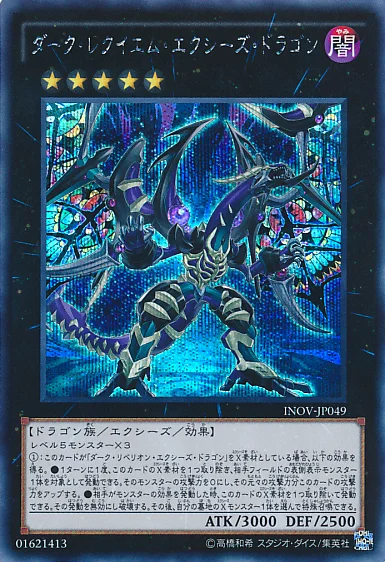 ダーク・レクイエム・エクシーズ・ドラゴン
闇
INOV-JP049
【ドラゴン族/エクシーズ/効果】
レベル5モンスター×3
①:このカードが「ダーク・リベリオン・エクシーズ・ドラゴン」をX素材としている場合、以下の効果を
得る。●1ターンに1度、このカードのX素材を1つ取り除き、相手フィールドの表側表示モンスター
1体を対象として発動できる。そのモンスターの攻撃力を0にし、その元々の攻撃力分このカードの攻撃
力をアップする。●相手がモンスターの効果を発動した時、このカードのX素材を1つ取り除いて発動
できる。その発動を無効にし破壊する。その後、自分の墓地のXモンスター1体を選んで特殊召喚できる。
ATK/3000 DEF/2500
01621413
©高橋和希 スタジオ・ダイス/集英社